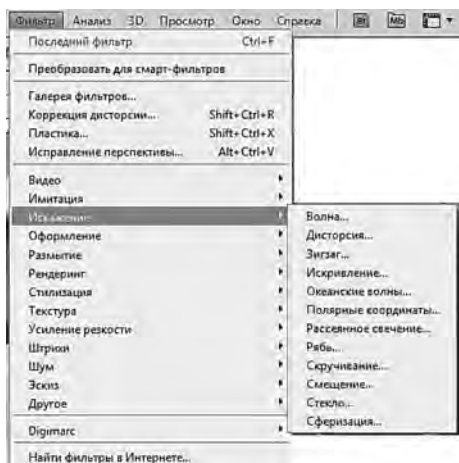 Фильтр Анализ 3D Просмотр Окно Справка Br Mb
Последний фильтр Ctrl+F
Преобразовать для смарт-фильтров
Галерея фильтров...
Коррекция дисторсии... Shift+Ctrl+R
Пластика... Shift+Ctrl+X
Исправление перспективы... Alt+Ctrl+V
Видео
Имитация
Искажение
Оформление
Размытие
Рендеринг
Стилизация
Текстура
Усиление резкости
Штрихи
Шум
Эскиз
Другое
Digimarc
Найти фильтры в Интернете...
Волна...
Дисторсия...
Зигзаг...
Искривление...
Океанские волны...
Полярные координаты...
Рассеянное свечение...
Рябь...
Скручивание...
Смещение...
Стекло...
Сферизация...